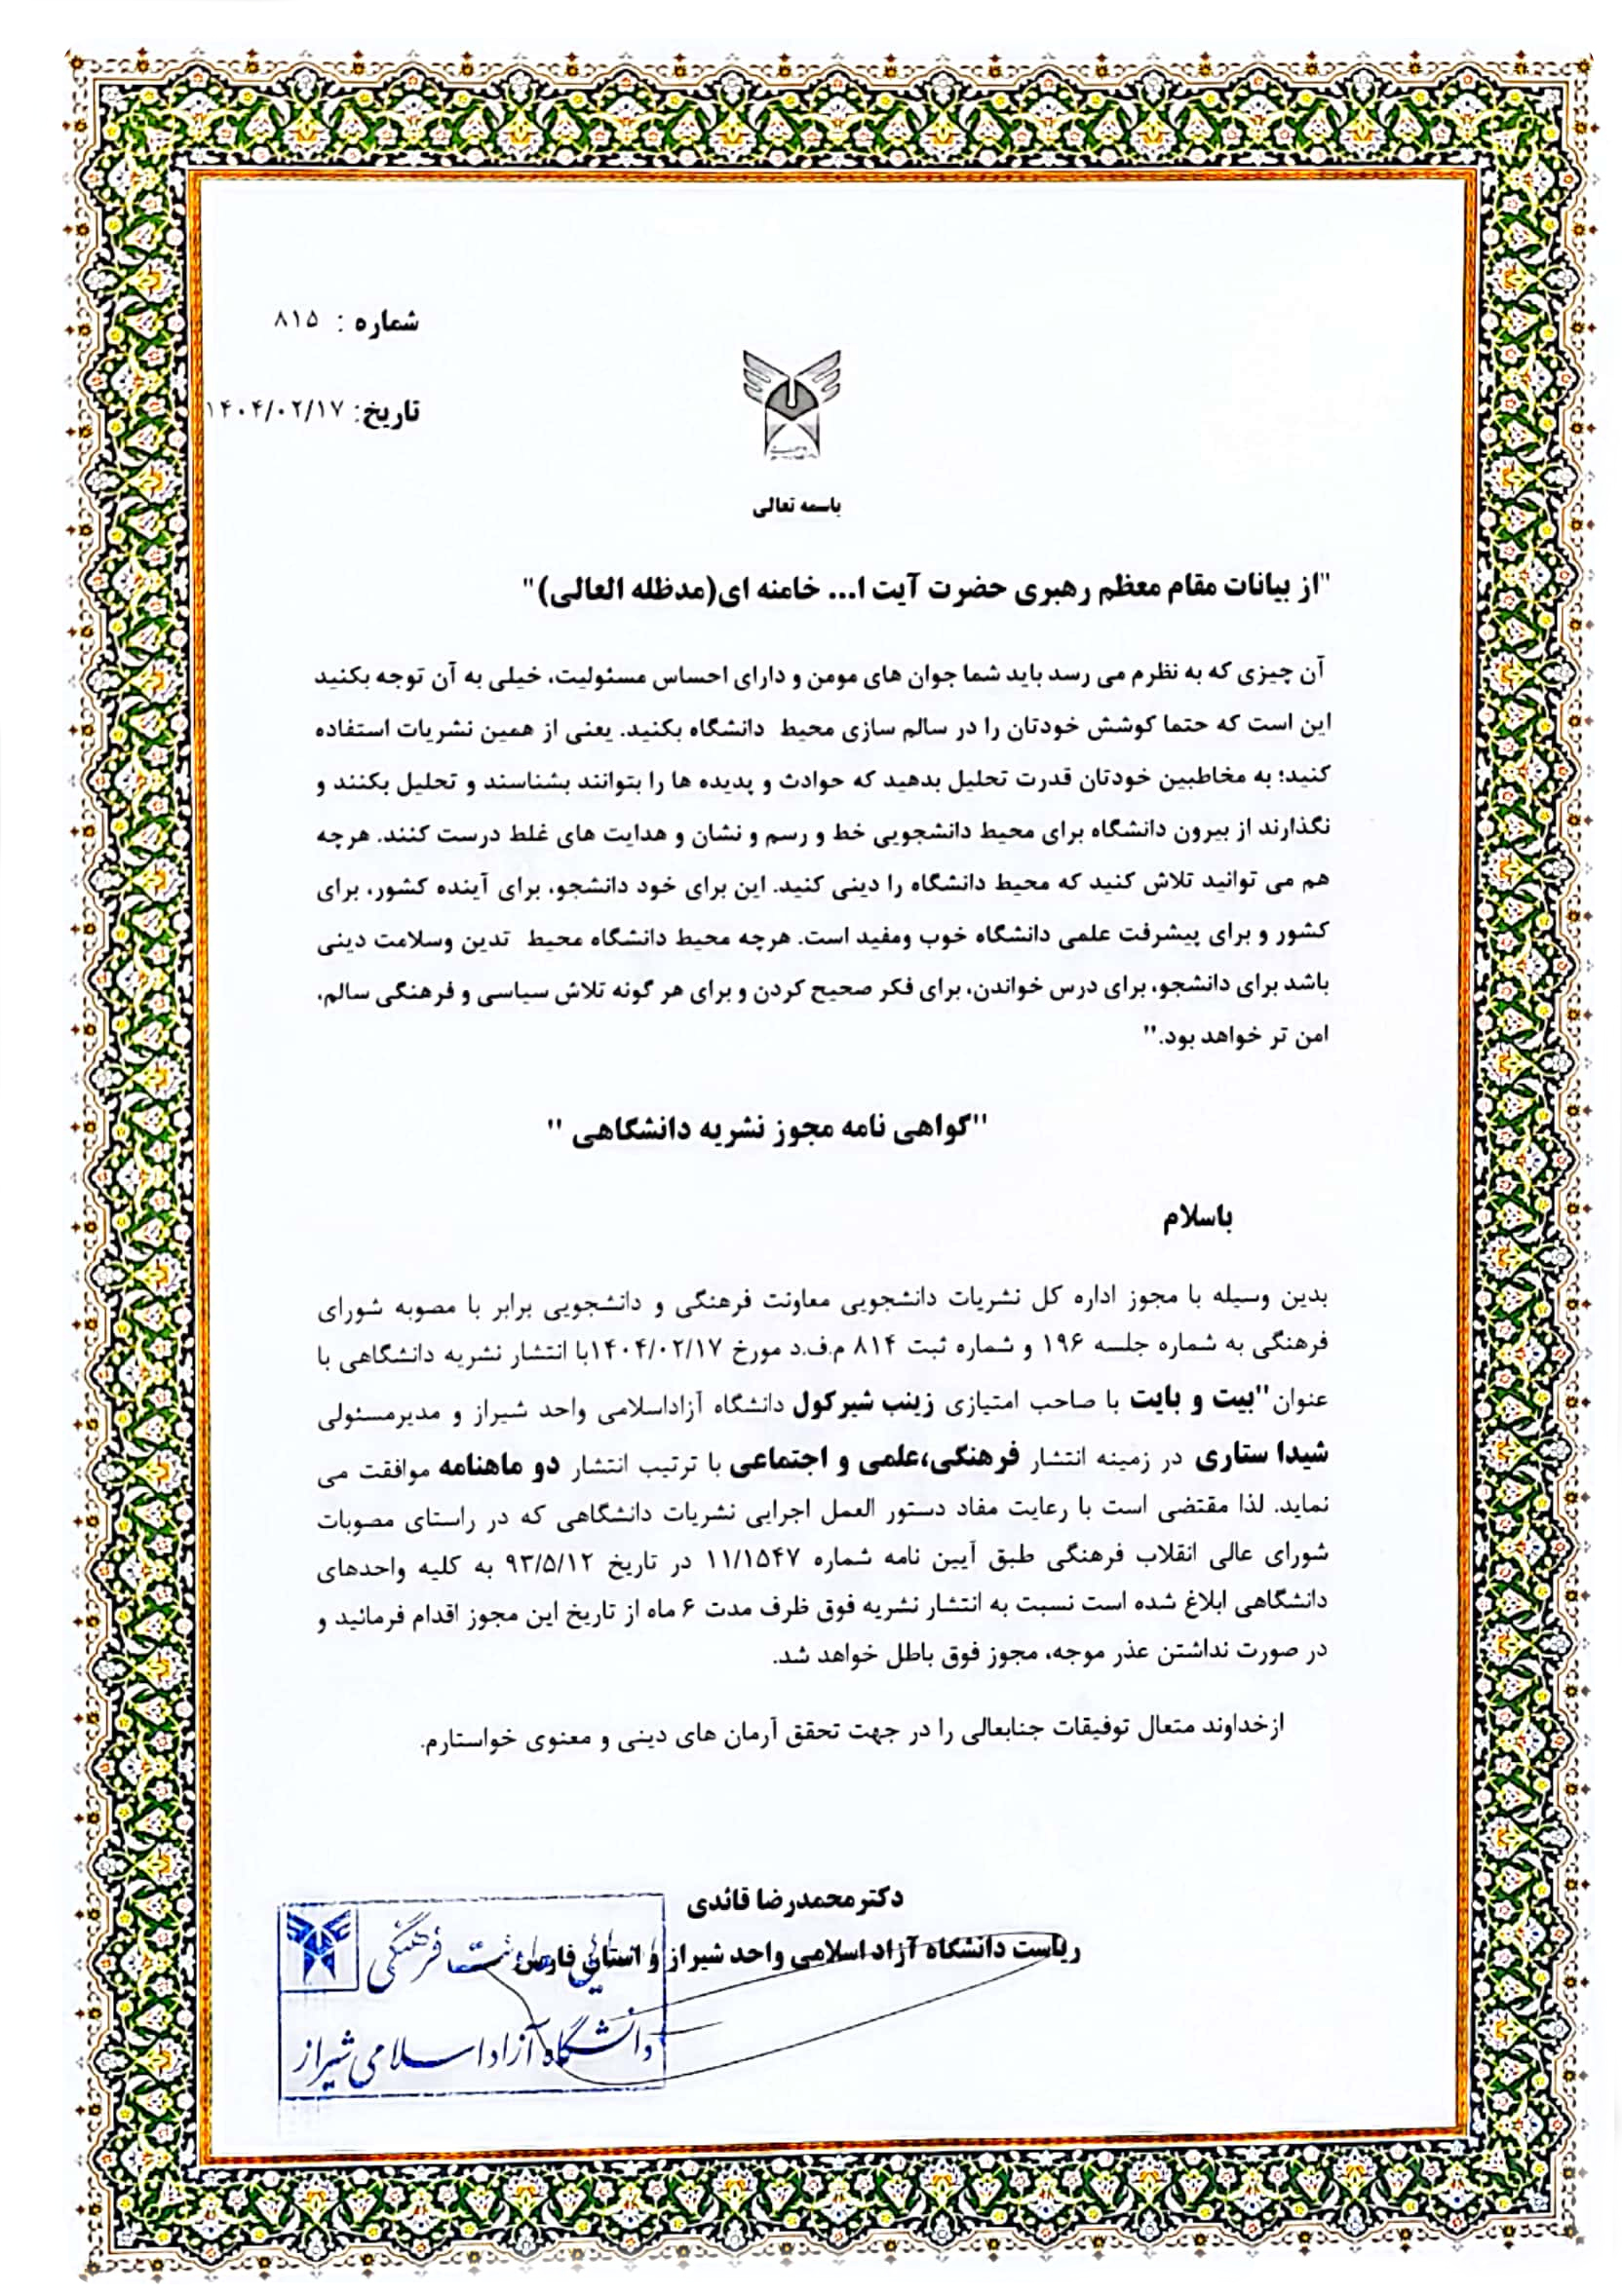 شماره : ۸۱۵
تاریخ: ۱۴۰۴/۰۲/۱۷
باسمه تعالی
"از بیانات مقام معظم رهبری حضرت آیت ا... خامنه ای(مدظله العالی)"
آن چیزی که به نظرم می رسد باید شما جوان های مومن و دارای احساس مسئولیت، خیلی به آن توجه بکنید
این است که حتما کوشش خودتان را در سالم سازی محیط دانشگاه بکنید. یعنی از همین نشریات استفاده
کنید؛ به مخاطبین خودتان قدرت تحلیل بدهید که حوادث و پدیده ها را بتوانند بشناسند و تحلیل بکنند و
نگذارند از بیرون دانشگاه برای محیط دانشجویی خط و رسم و نشان و هدایت های غلط درست کنند. هرچه
هم می توانید تلاش کنید که محیط دانشگاه را دینی کنید. این برای خود دانشجو، برای آینده کشور، برای
کشور و برای پیشرفت علمی دانشگاه خوب ومفید است. هرچه محیط دانشگاه محیط تدین وسلامت دینی
باشد برای دانشجو، برای درس خواندن، برای فکر صحیح کردن و برای هر گونه تلاش سیاسی و فرهنگی سالم،
امن تر خواهد بود."
"گواهی نامه مجوز نشریه دانشگاهی "
باسلام
بدین وسیله با مجوز اداره کل نشریات دانشجویی معاونت فرهنگی و دانشجویی برابر با مصوبه شورای
فرهنگی به شماره جلسه ۱۹۶ و شماره ثبت ۸۱۴ م.ف.د مورخ ۱۴۰۴/۰۲/۱۷با انتشار نشریه دانشگاهی با
عنوان"بیت و بایت با صاحب امتیازی زینب شیرکول دانشگاه آزاداسلامی واحد شیراز و مدیرمسئولی
شیدا ستاری در زمینه انتشار فرهنگی،علمی و اجتماعی با ترتیب انتشار دو ماهنامه موافقت می
نماید. لذا مقتضی است با رعایت مفاد دستور العمل اجرایی نشریات دانشگاهی که در راستای مصوبات
شورای عالی انقلاب فرهنگی طبق آیین نامه شماره ۱۱/۱۵۴۷ در تاریخ ۹۳/۵/۱۲ به کلیه واحدهای
دانشگاهی ابلاغ شده است نسبت به انتشار نشریه فوق ظرف مدت ۶ ماه از تاریخ این مجوز اقدام فرمائید و
در صورت نداشتن عذر موجه، مجوز فوق باطل خواهد شد.
ازخداوند متعال توفیقات جنابعالی را در جهت تحقق آرمان های دینی و معنوی خواستارم.
دکترمحمدرضا قائدی
ریاست دانشگاه آزاد اسلامی واحد شیراز و استان فارس
معاونت فرهنگی
دانشگاه آزاد اسلامی شیراز